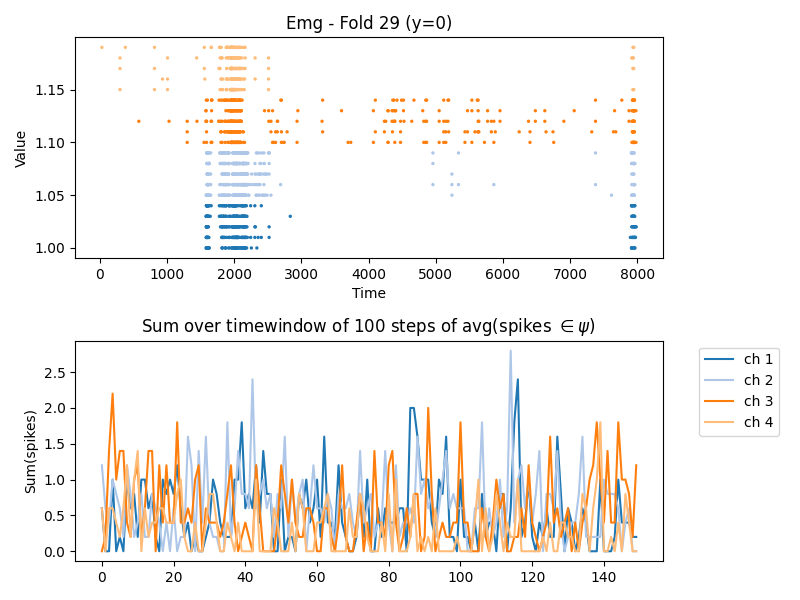 Emg - Fold 29 (y=0)
Value
1.15
1.10
1.05
1.00
0 1000 2000 3000 4000 5000 6000 7000 8000
Time
Sum over timewindow of 100 steps of avg(spikes ∈ ψ)
Sum(spikes)
2.5
2.0
1.5
1.0
0.5
0.0
0 20 40 60 80 100 120 140
ch 1
ch 2
ch 3
ch 4